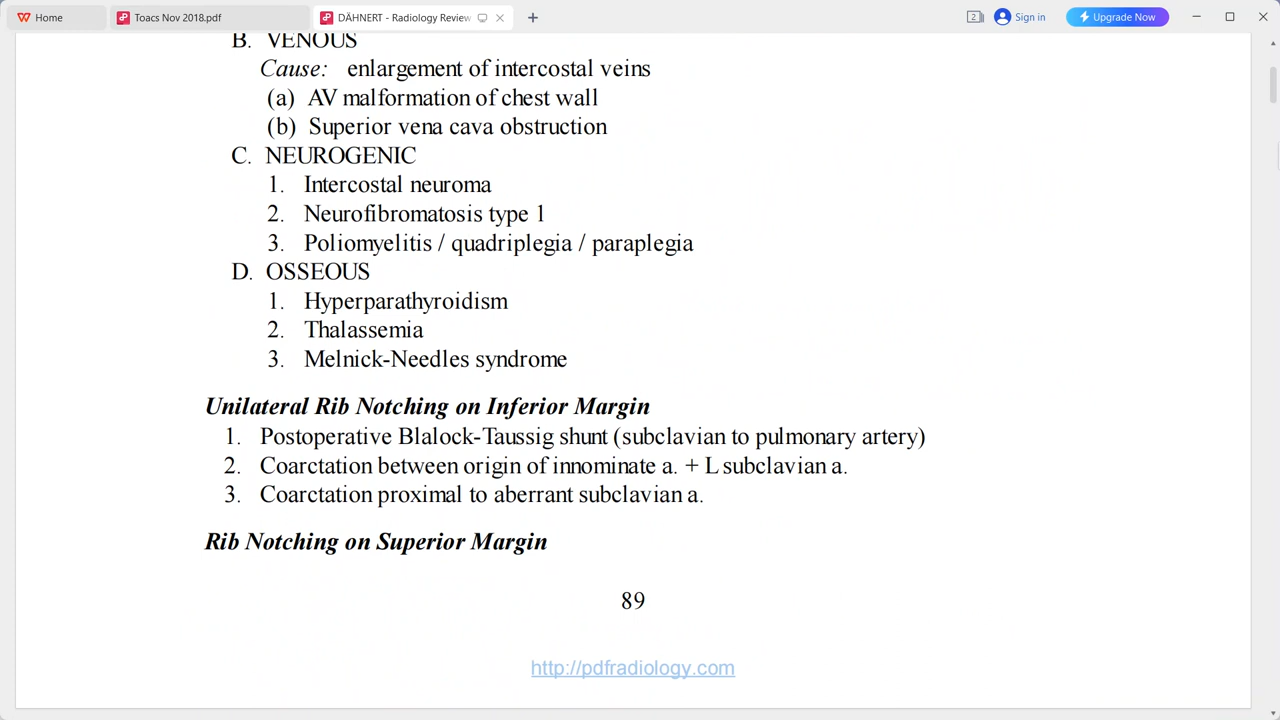 Home
Toacs Nov 2018.pdf
DÄHNERT - Radiology Review
2
Sign in
Upgrade Now
B. VENOUS
Cause: enlargement of intercostal veins
(a) AV malformation of chest wall
(b) Superior vena cava obstruction
C. NEUROGENIC
1. Intercostal neuroma
2. Neurofibromatosis type 1
3. Poliomyelitis / quadriplegia / paraplegia
D. OSSEOUS
1. Hyperparathyroidism
2. Thalassemia
3. Melnick-Needles syndrome
Unilateral Rib Notching on Inferior Margin
1. Postoperative Blalock-Taussig shunt (subclavian to pulmonary artery)
2. Coarctation between origin of innominate a. + L subclavian a.
3. Coarctation proximal to aberrant subclavian a.
Rib Notching on Superior Margin
89
http://pdfradiology.com